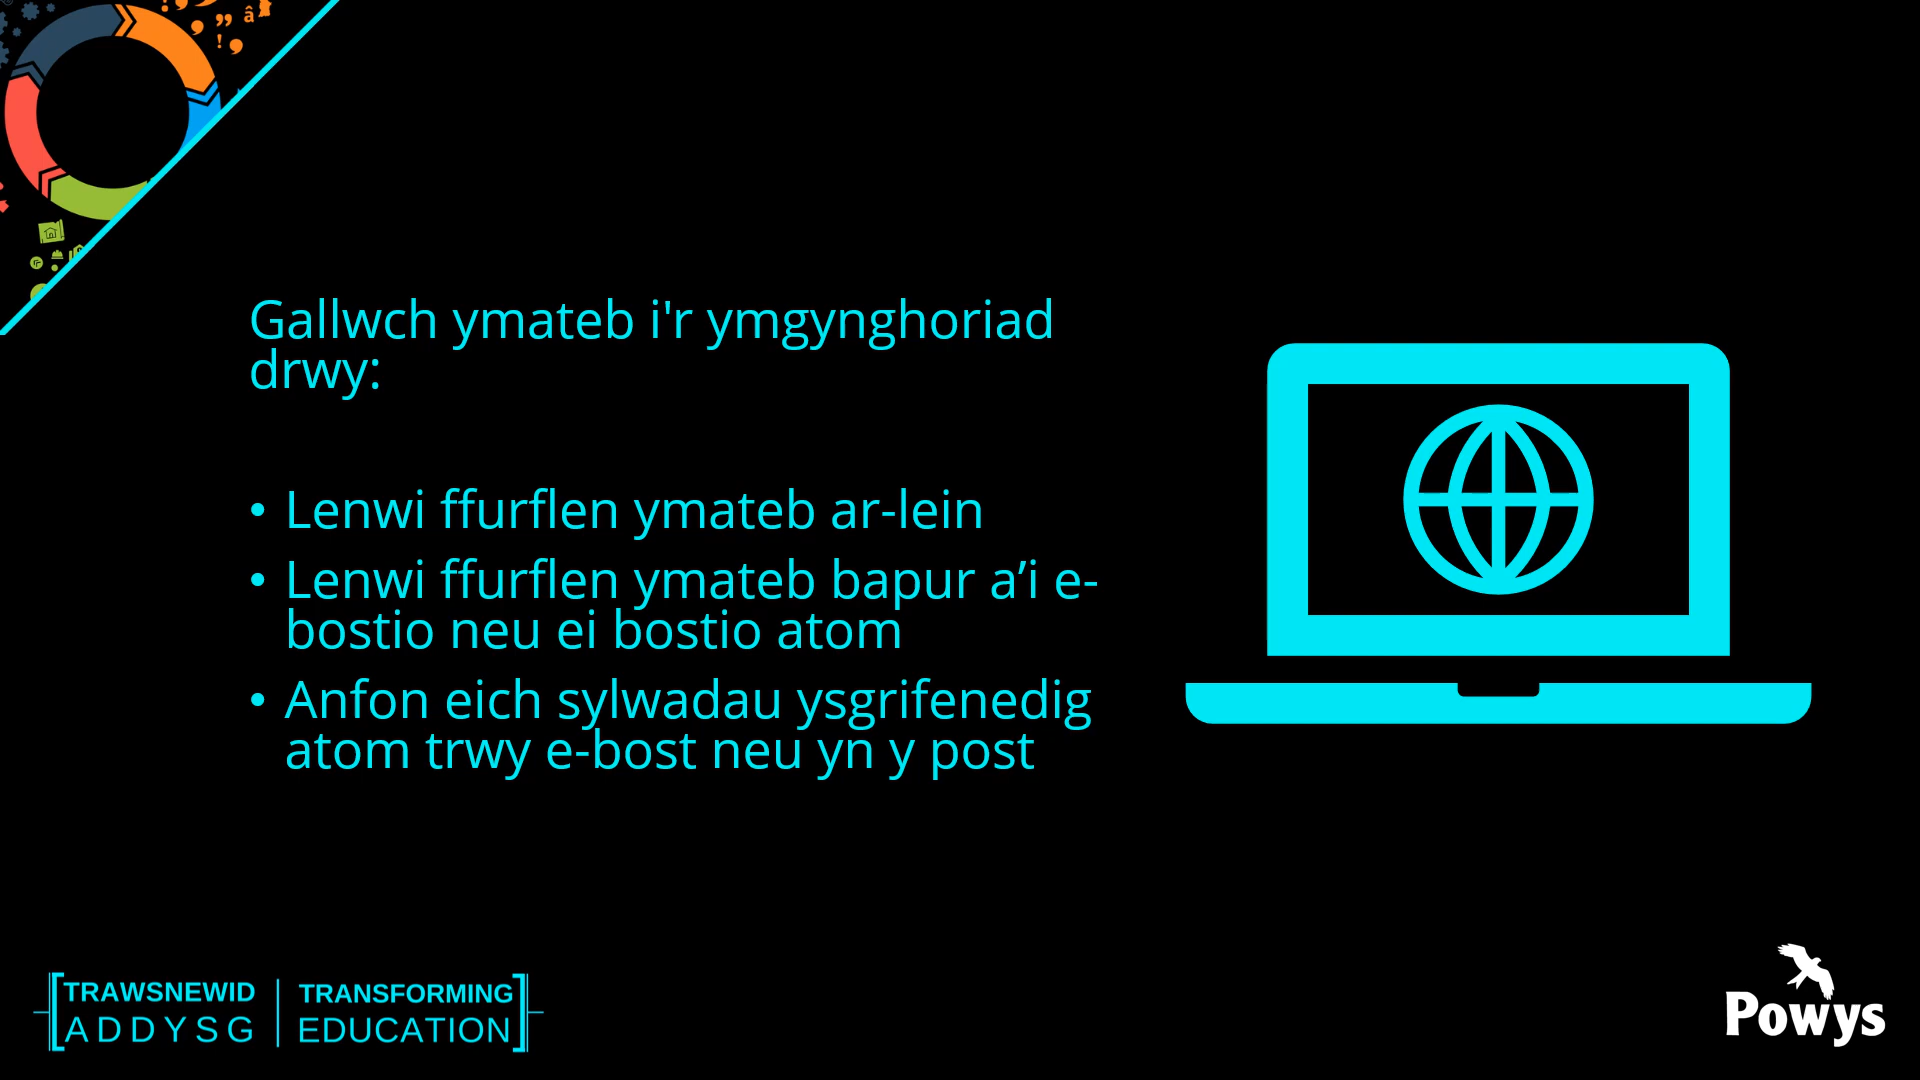 Gallwch ymateb i'r ymgynghoriad
drwy:
• Lenwi ffurflen ymateb ar-lein
• Lenwi ffurflen ymateb bapur a’i e-
bostio neu ei bostio atom
• Anfon eich sylwadau ysgrifenedig
atom trwy e-bost neu yn y post
TRAWSNEWID
ADDYSG
TRANSFORMING
EDUCATION
Powys